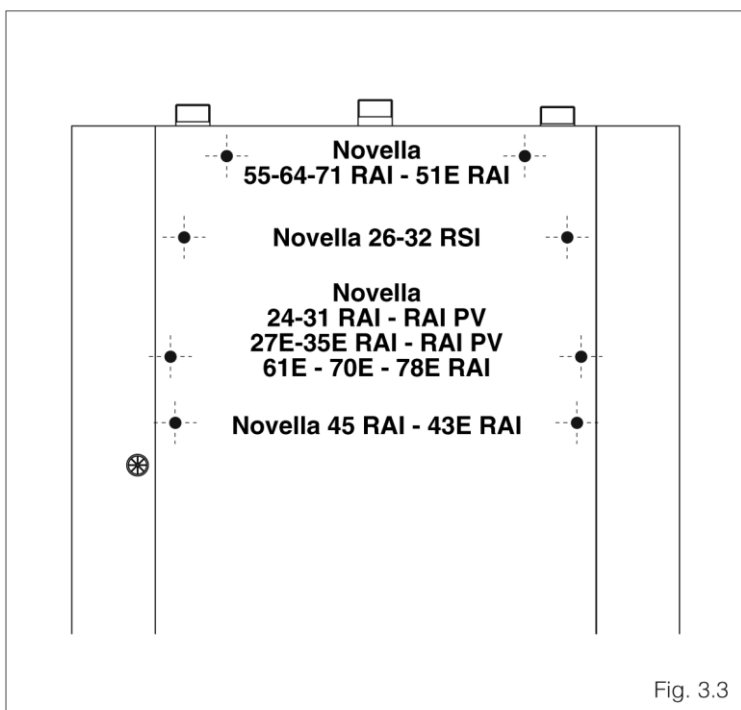 Novella
55-64-71 RAI - 51E RAI
Novella 26-32 RSI
Novella
24-31 RAI - RAI PV
27E-35E RAI - RAI PV
61E - 70E - 78E RAI
Novella 45 RAI - 43E RAI
Fig. 3.3